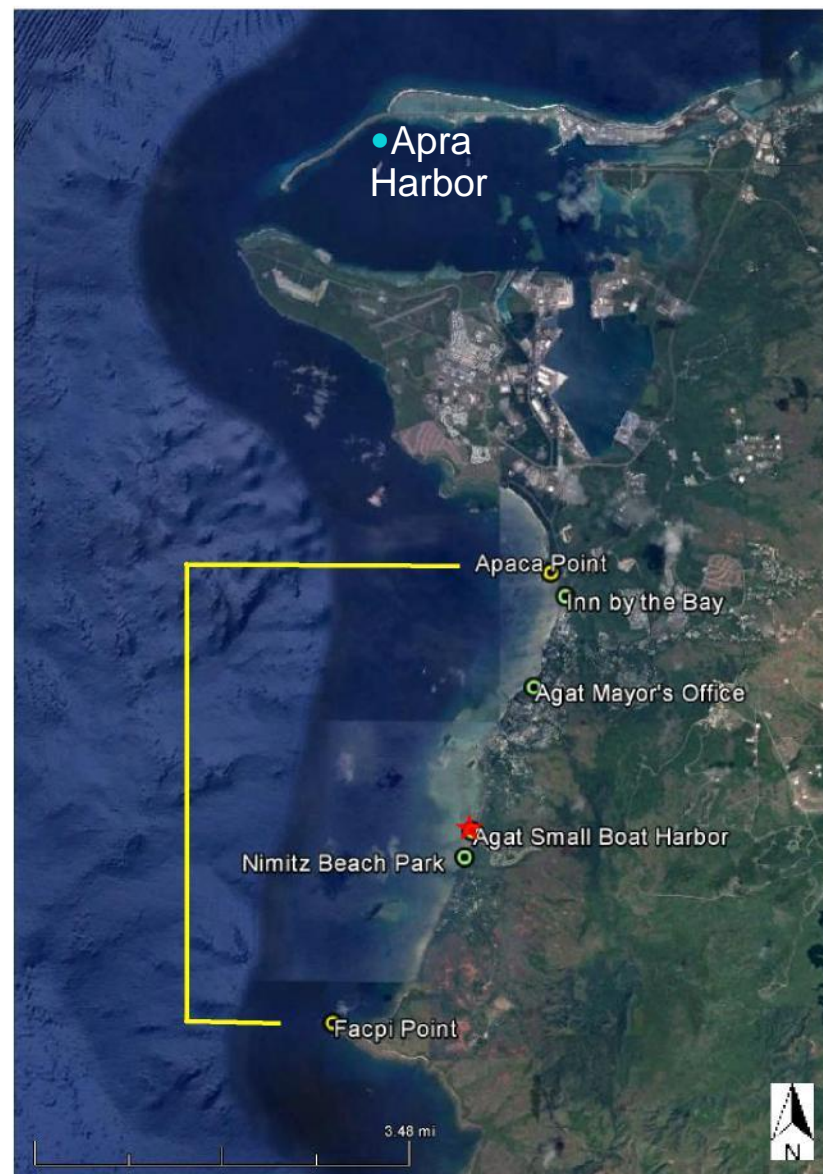 Apra
Harbor
Apaca Point
Inn by the Bay
Agat Mayor's Office
Agat Small Boat Harbor
Nimitz Beach Park
Facpi Point
3.48 mi
N